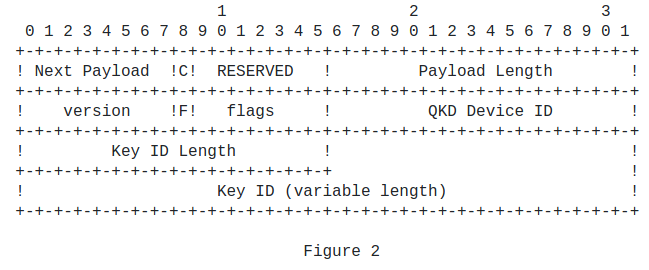 1                   2                   3
 0 1 2 3 4 5 6 7 8 9 0 1 2 3 4 5 6 7 8 9 0 1 2 3 4 5 6 7 8 9 0 1
+-+-+-+-+-+-+-+-+-+-+-+-+-+-+-+-+-+-+-+-+-+-+-+-+-+-+-+-+-+-+-+-+
! Next Payload  !C!  RESERVED   !         Payload Length        !
+-+-+-+-+-+-+-+-+-+-+-+-+-+-+-+-+-+-+-+-+-+-+-+-+-+-+-+-+-+-+-+-+
!    version    !F!   flags     !          QKD Device ID        !
+-+-+-+-+-+-+-+-+-+-+-+-+-+-+-+-+-+-+-+-+-+-+-+-+-+-+-+-+-+-+-+-+
!         Key ID Length         !                               !
+-+-+-+-+-+-+-+-+-+-+-+-+-+-+-+-+                               !
!                    Key ID (variable length)                   !
+-+-+-+-+-+-+-+-+-+-+-+-+-+-+-+-+-+-+-+-+-+-+-+-+-+-+-+-+-+-+-+-+
                              Figure 2